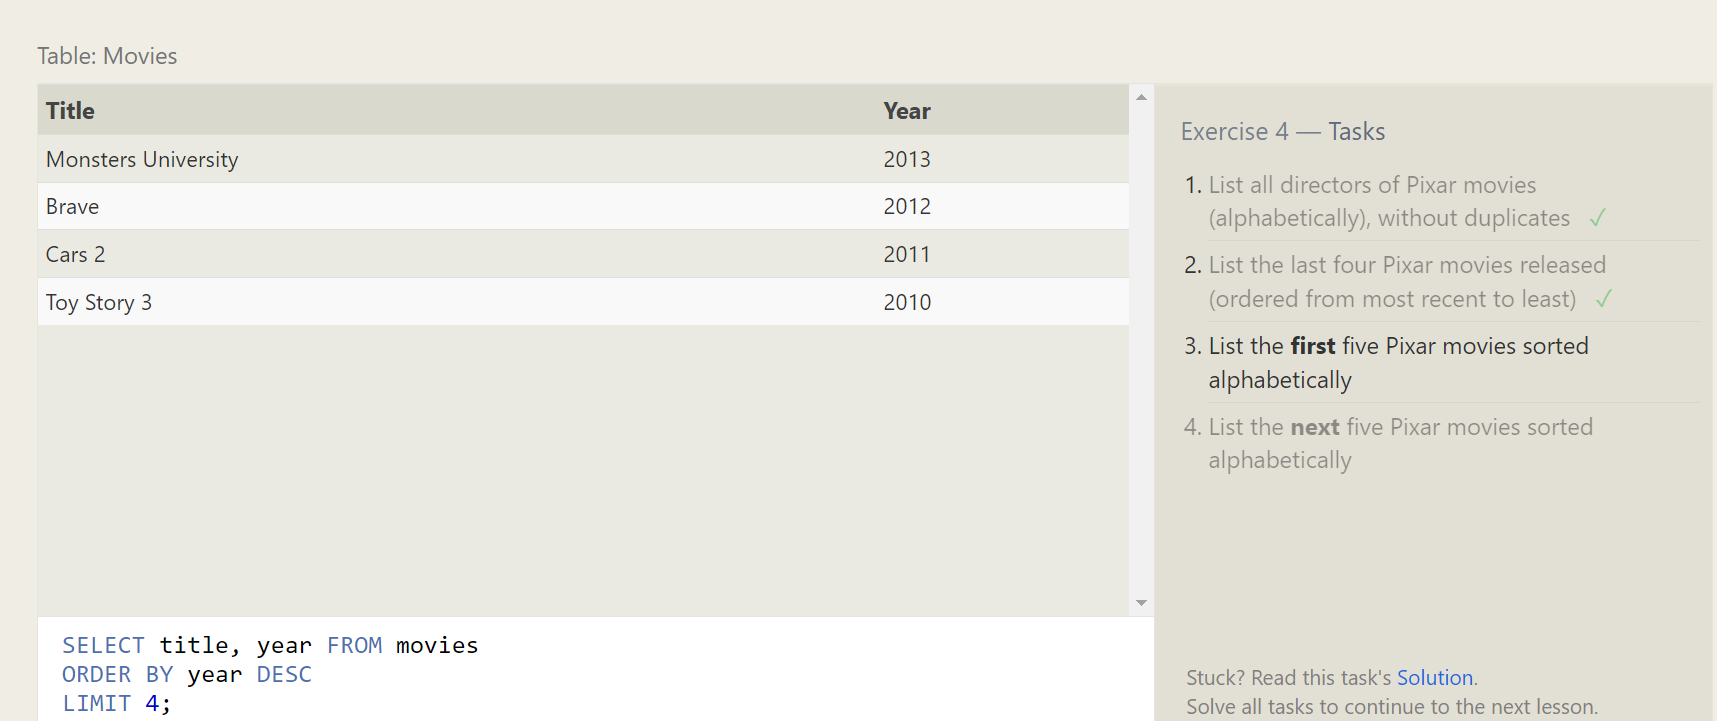 Table: Movies
Title Year
Monsters University 2013
Brave 2012
Cars 2 2011
Toy Story 3 2010
SELECT title, year FROM movies
ORDER BY year DESC
LIMIT 4;
Exercise 4 — Tasks
1. List all directors of Pixar movies
(alphabetically), without duplicates ✓
2. List the last four Pixar movies released
(ordered from most recent to least) ✓
3. List the first five Pixar movies sorted
alphabetically
4. List the next five Pixar movies sorted
alphabetically
Stuck? Read this task's Solution.
Solve all tasks to continue to the next lesson.